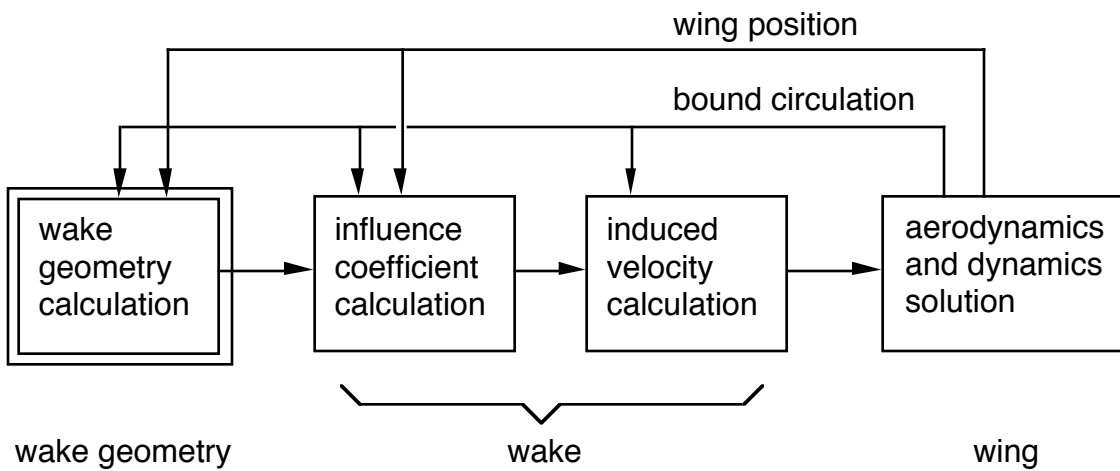 wing position
bound circulation
wake
geometry
calculation
influence
coefficient
calculation
induced
velocity
calculation
aerodynamics
and dynamics
solution
wake geometry
wake
wing